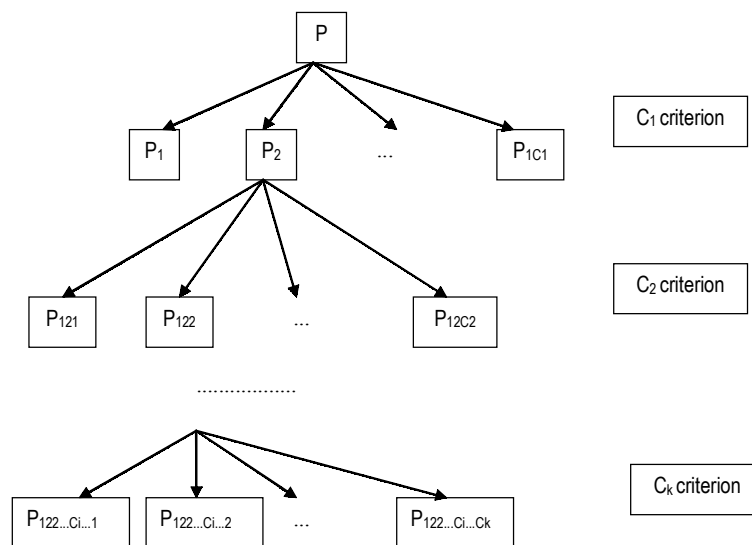 P
P₁ P₂ ... P₁C₁ C₁ criterion
P₁₂₁ P₁₂₂ ... P₁₂C₂ C₂ criterion
.................
P₁₂₂...Ci...₁ P₁₂₂...Ci...₂ ... P₁₂₂...Ci...Ck Ck criterion